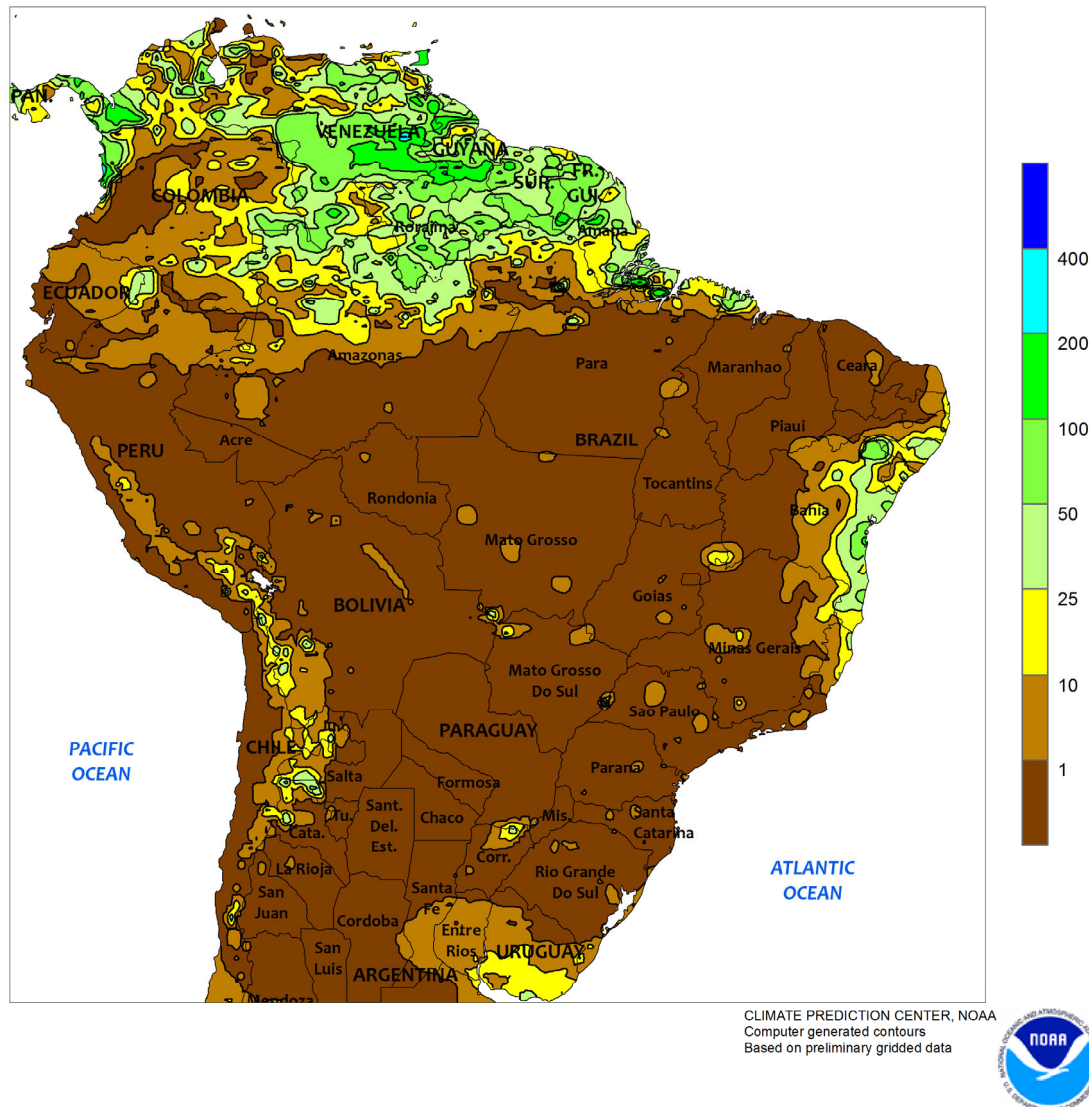 PAN.
VENEZUELA
GUYANA
FR.
SUR.
GUI.
COLOMBIA
Roraima
Amapa
ECUADOR
Amazonas
Para
Maranhao
Ceara
Piaui
PERU
Acre
BRAZIL
Rondonia
Tocantins
Bahia
Mato Grosso
BOLIVIA
Goias
Minas Gerais
Mato Grosso
Do Sul
Sao Paulo
PACIFIC
OCEAN
CHILE
PARAGUAY
Salta
Formosa
Parana
Tu.
Sant.
Del.
Est.
Chaco
Mis.
Santa
Catarina
Cata.
Corr.
La Rioja
Rio Grande
Do Sul
ATLANTIC
OCEAN
San
Juan
Santa
Fe
Cordoba
Entre
Rios
URUGUAY
San
Luis
ARGENTINA
Mendoza
400
200
100
50
25
10
1
CLIMATE PREDICTION CENTER, NOAA
Computer generated contours
Based on preliminary gridded data
NOAA